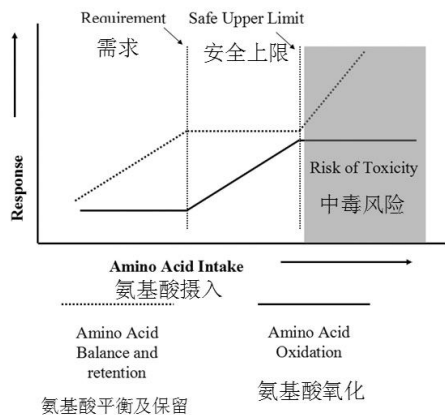 Requirement
Safe Upper Limit
需求
安全上限
Response
Risk of Toxicity
中毒风险
Amino Acid Intake
氨基酸摄入
Amino Acid
Balance and
retention
氨基酸平衡及保留
Amino Acid
Oxidation
氨基酸氧化